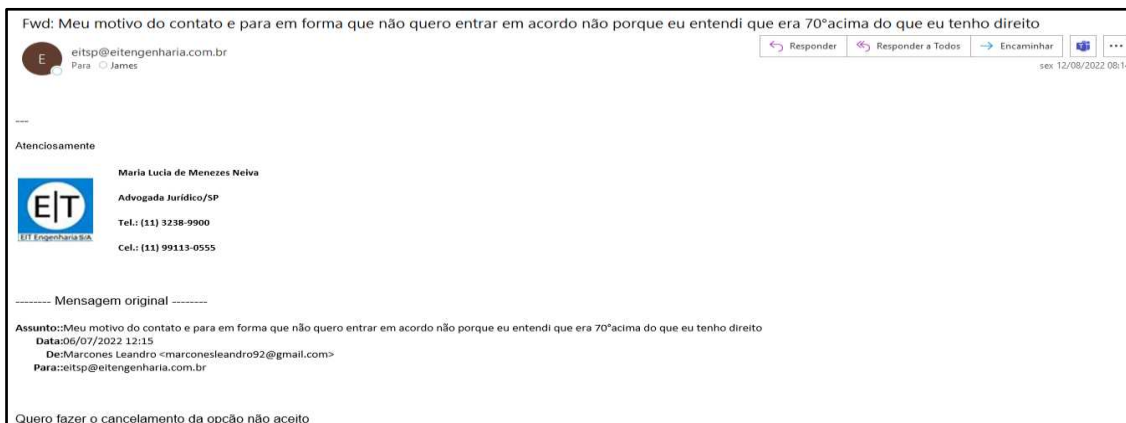 Fwd: Meu motivo do contato e para em forma que não quero entrar em acordo não porque eu entendi que era 70°acima do que eu tenho direito
E
eitsp@eitengenharia.com.br
Para James
Responder
Responder a Todos
Encaminhar
sex 12/08/2022 08:14
---
Atenciosamente
Maria Lucia de Menezes Neiva
Advogada Jurídico/SP
Tel.: (11) 3238-9900
Cel.: (11) 99113-0555
E|T
EIT Engenharia S/A
-------- Mensagem original --------
Assunto::Meu motivo do contato e para em forma que não quero entrar em acordo não porque eu entendi que era 70°acima do que eu tenho direito
Data:06/07/2022 12:15
De:Marcones Leandro <marconesleandro92@gmail.com>
Para::eitsp@eitengenharia.com.br
Quero fazer o cancelamento da opção não aceito